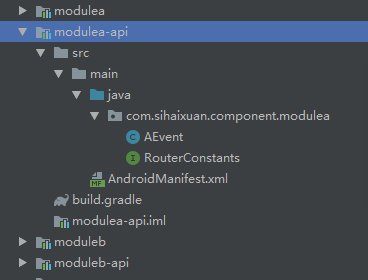 modulea
modulea-api
src
main
java
com.sihaixuan.component.modulea
AEvent
RouterConstants
AndroidManifest.xml
build.gradle
modulea-api.iml
moduleb
moduleb-api